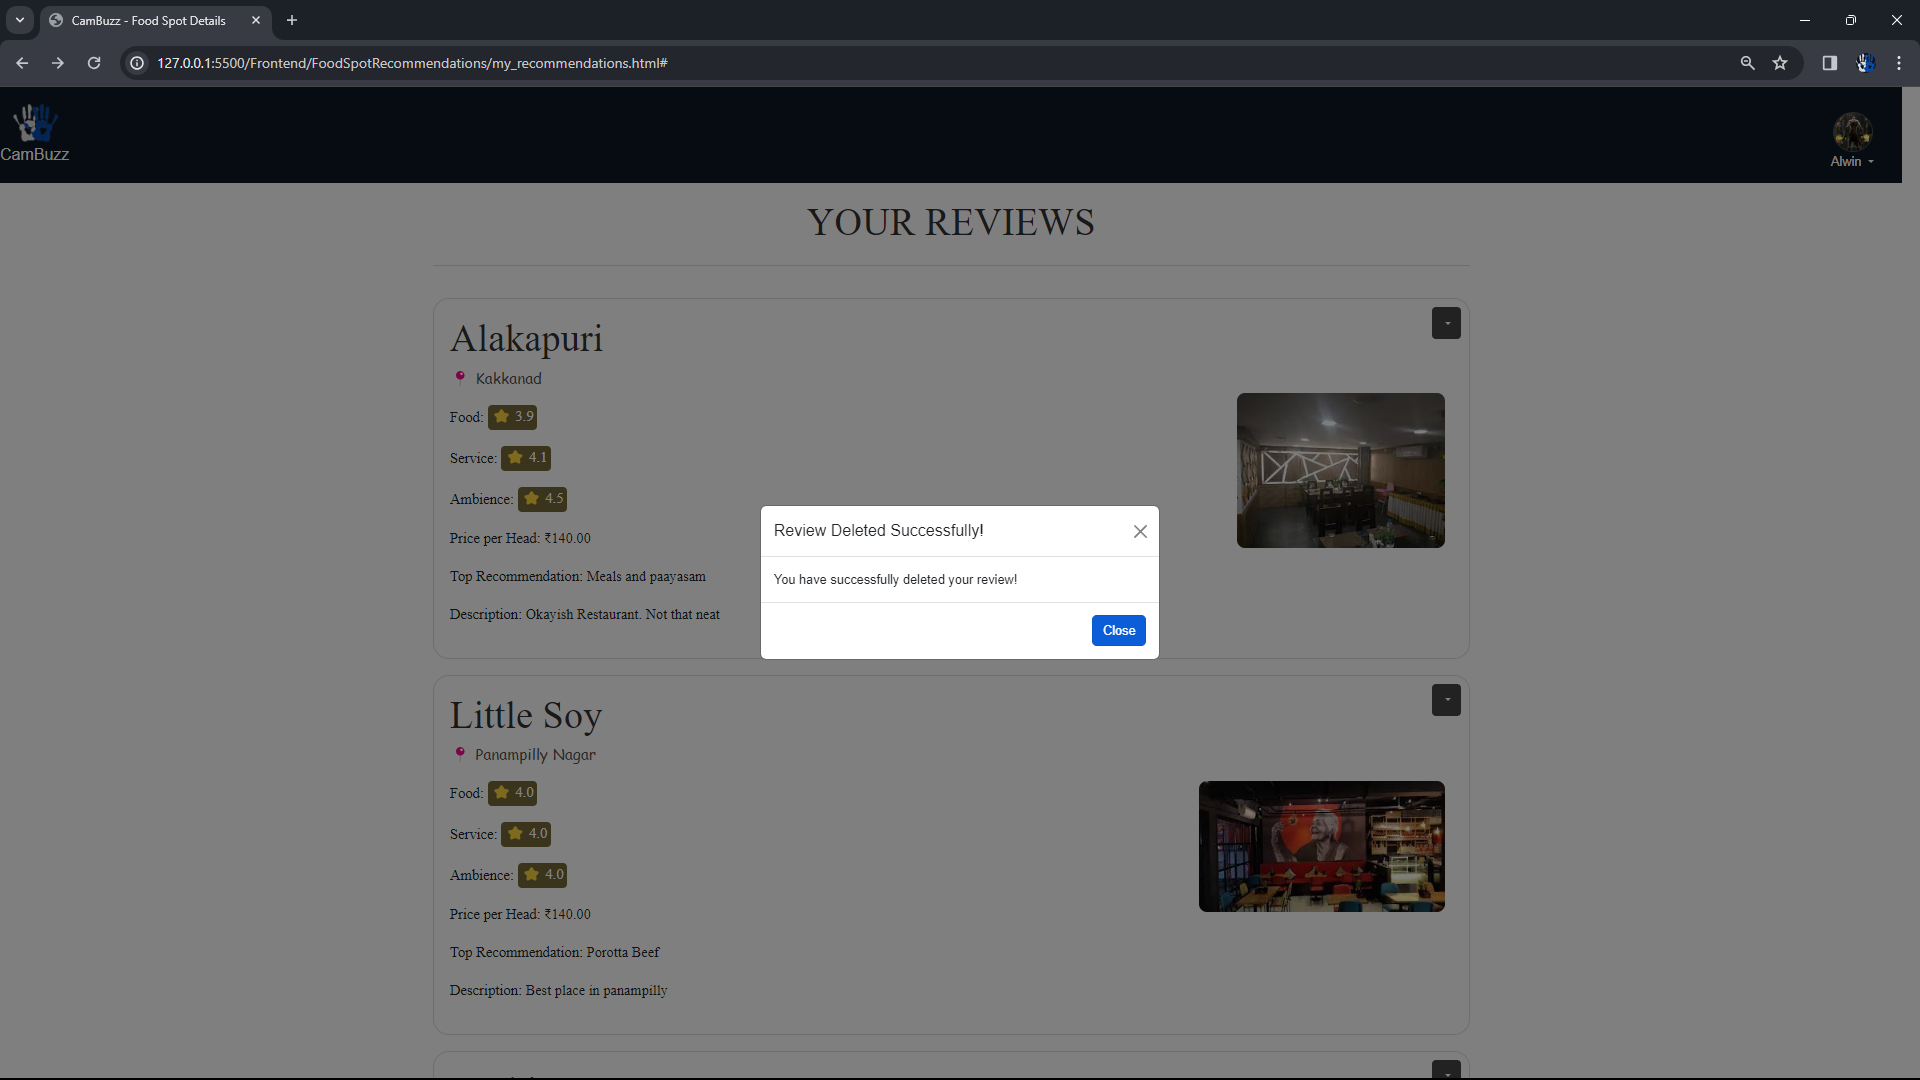 CamBuzz - Food Spot Details
127.0.0.1:5500/Frontend/FoodSpotRecommendations/my_recommendations.html#
CamBuzz
Alwin
YOUR REVIEWS
Alakapuri
Kakkanad
Food: 3.9
Service: 4.1
Ambience: 4.5
Price per Head: ₹140.00
Top Recommendation: Meals and paayasam
Description: Okayish Restaurant. Not that neat
Review Deleted Successfully!
You have successfully deleted your review!
Close
Little Soy
Panampilly Nagar
Food: 4.0
Service: 4.0
Ambience: 4.0
Price per Head: ₹140.00
Top Recommendation: Porotta Beef
Description: Best place in panampilly